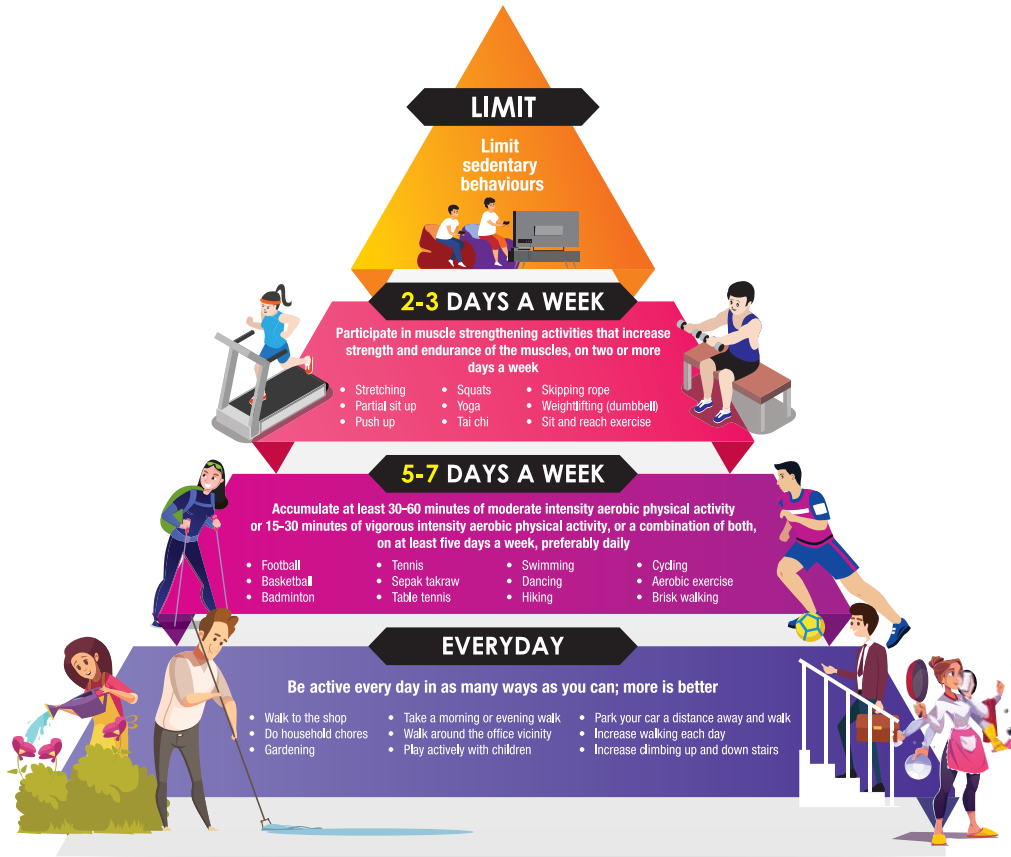 LIMIT
Limit
sedentary
behaviours
2-3 DAYS A WEEK
Participate in muscle strengthening activities that increase
strength and endurance of the muscles, on two or more
days a week
• Stretching
• Partial sit up
• Push up
• Squats
• Yoga
• Tai chi
• Skipping rope
• Weightlifting (dumbbell)
• Sit and reach exercise
5-7 DAYS A WEEK
Accumulate at least 30–60 minutes of moderate intensity aerobic physical activity
or 15–30 minutes of vigorous intensity aerobic physical activity, or a combination of both,
on at least five days a week, preferably daily
• Football
• Basketball
• Badminton
• Tennis
• Sepak takraw
• Table tennis
• Swimming
• Dancing
• Hiking
• Cycling
• Aerobic exercise
• Brisk walking
EVERYDAY
Be active every day in as many ways as you can; more is better
• Walk to the shop
• Do household chores
• Gardening
• Take a morning or evening walk
• Walk around the office vicinity
• Play actively with children
• Park your car a distance away and walk
• Increase walking each day
• Increase climbing up and down stairs